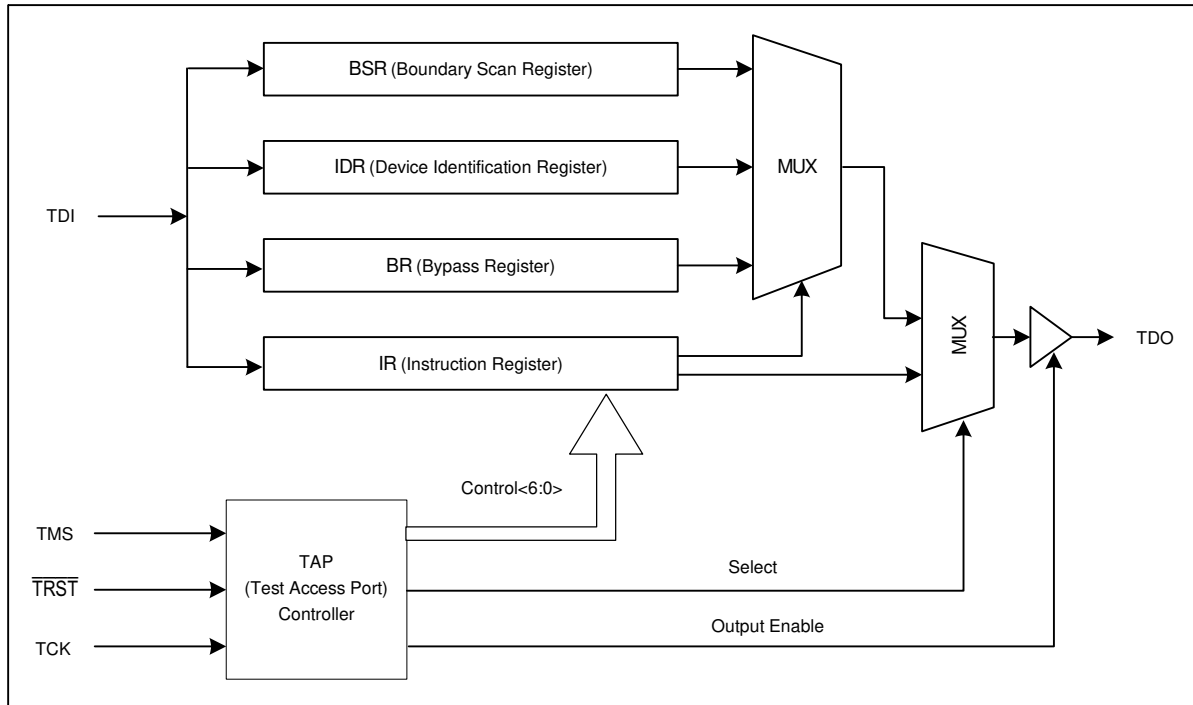 BSR (Boundary Scan Register)
IDR (Device Identification Register)
MUX
TDI
BR (Bypass Register)
MUX
TDO
IR (Instruction Register)
Control<6:0>
TMS
TAP
(Test Access Port)
Controller
TRST
Select
TCK
Output Enable